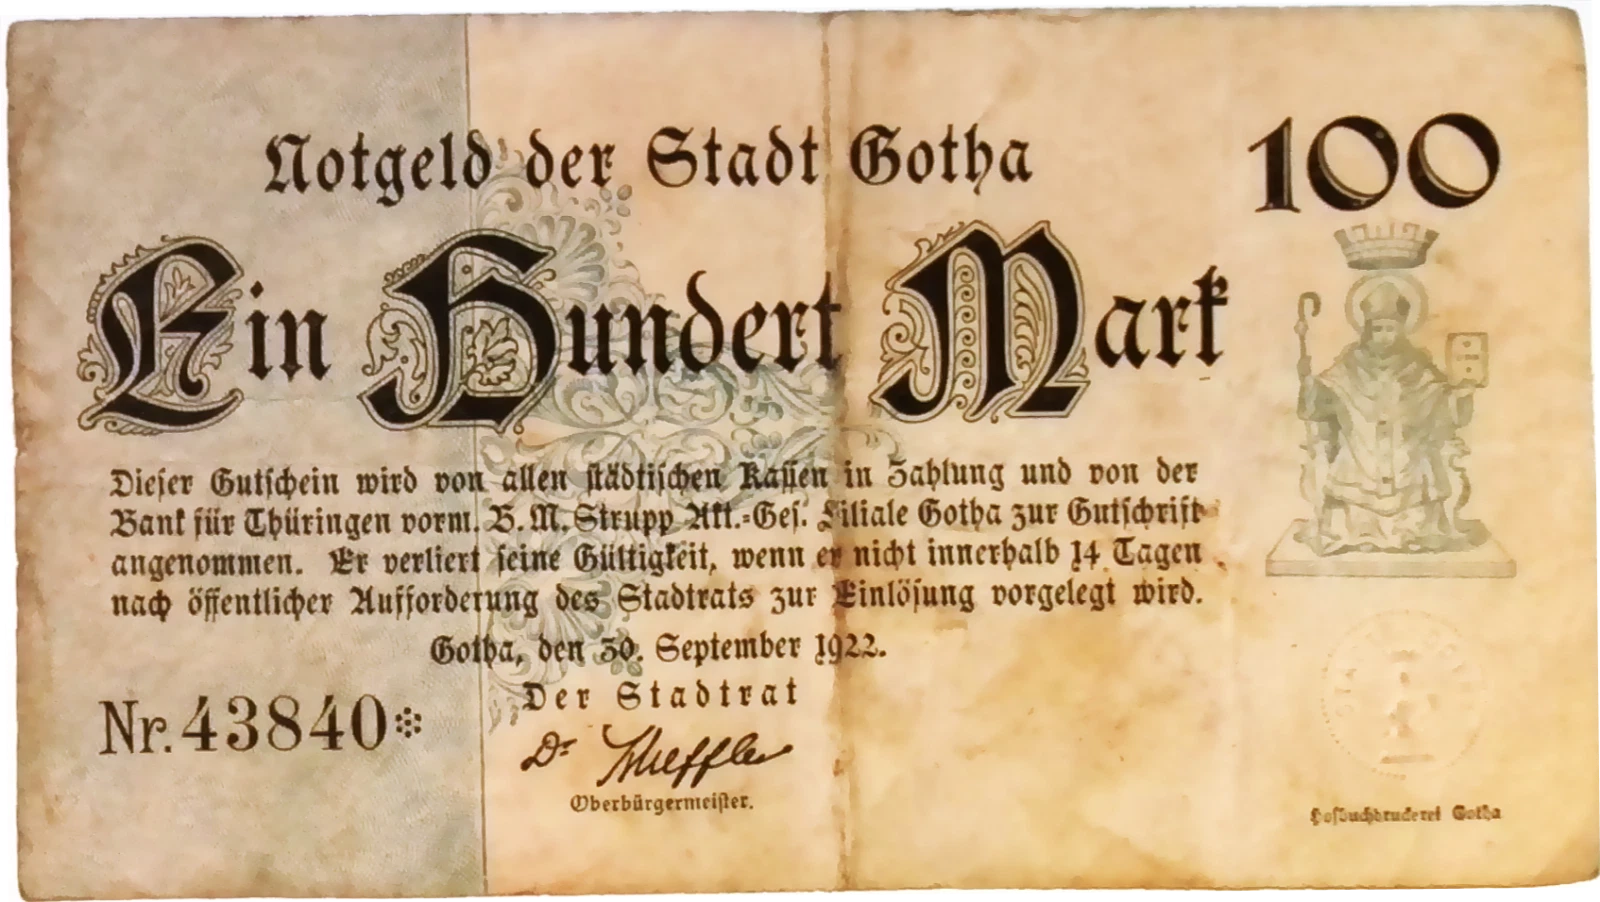 Notgeld der Stadt Gotha
100
Ein Hundert Mark
Dieser Gutschein wird von allen städtischen Kassen in Zahlung und von der
Bank für Thüringen vorm. B. M. Strupp Akt.=Ges. Filiale Gotha zur Gutschrift
angenommen. Er verliert seine Gültigkeit, wenn er nicht innerhalb 14 Tagen
nach öffentlicher Aufforderung des Stadtrats zur Einlösung vorgelegt wird.
Gotha, den 30. September 1922.
Der Stadtrat
Nr. 43840*
Dr Scheffler
Oberbürgermeister.
Hofbuchdruckerei Gotha